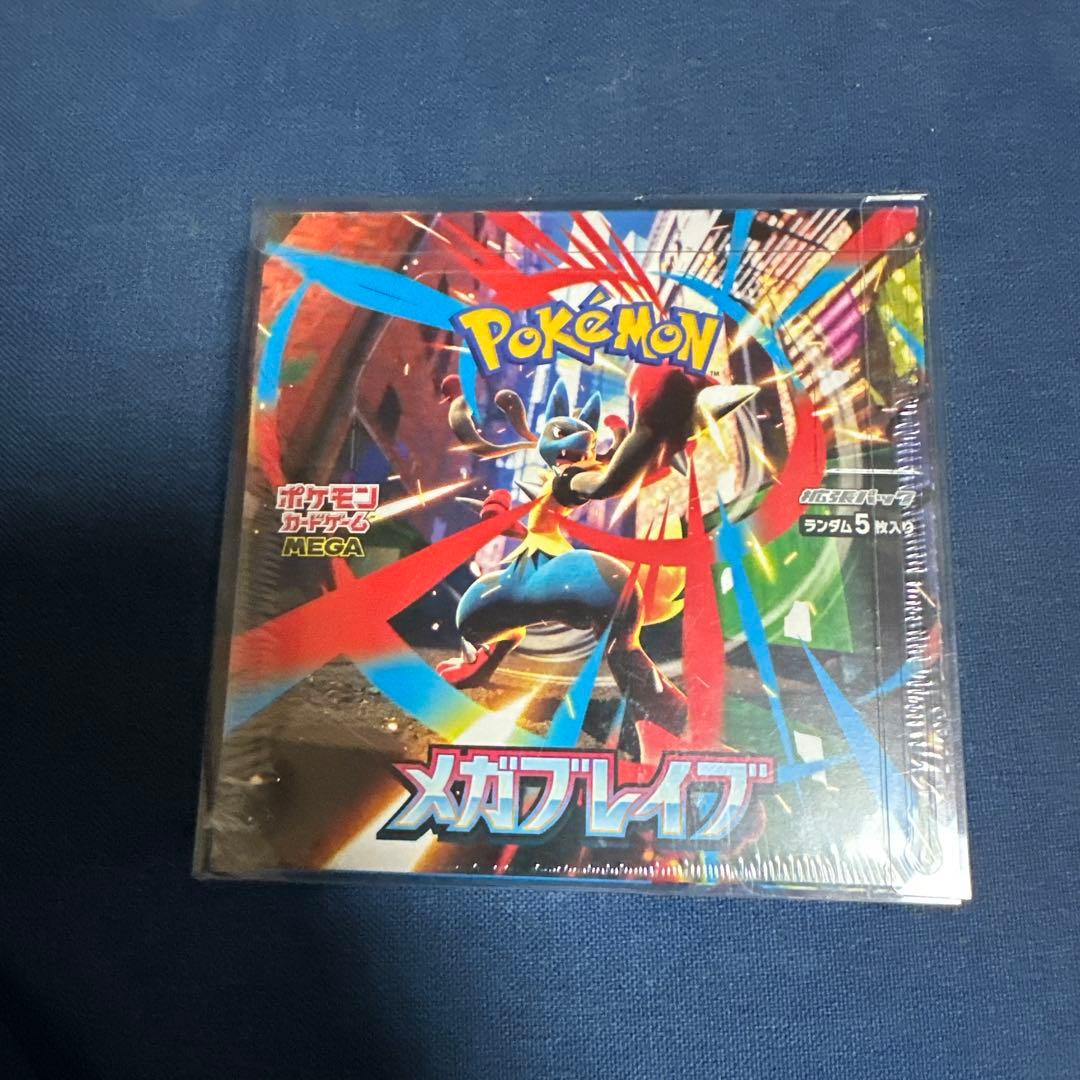 POKéMON
TM
ポケモン
カードゲーム
MEGA
拡張パック
ランダム5枚入り
メガブレイブ